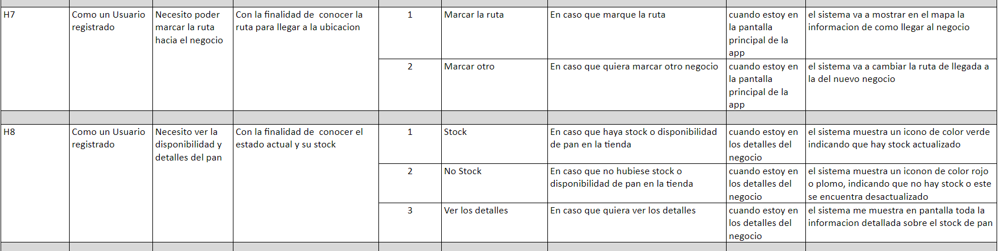 H7
Como un Usuario
registrado
Necesito poder
marcar la ruta
hacia el negocio
Con la finalidad de  conocer la
ruta para llegar a la ubicacion
1
Marcar la ruta
En caso que marque la ruta
cuando estoy en
la pantalla
principal de la
app
el sistema va a mostrar en el mapa la
informacion de como llegar al negocio
2
Marcar otro
En caso que quiera marcar otro negocio
cuando estoy en
la pantalla
principal de la
app
el sistema va a cambiar la ruta de llegada a
la del nuevo negocio
H8
Como un Usuario
registrado
Necesito ver la
disponibilidad y
detalles del pan
Con la finalidad de  conocer el
estado actual y su stock
1
Stock
En caso que haya stock o disponibilidad
de pan en la tienda
cuando estoy en
los detalles del
negocio
el sistema muestra un icono de color verde
indicando que hay stock actualizado
2
No Stock
En caso que no hubiese stock o
disponibilidad de pan en la tienda
cuando estoy en
los detalles del
negocio
el sistema muestra un iconon de color rojo
o plomo, indicando que no hay stock o este
se encuentra desactualizado
3
Ver los detalles
En caso que quiera ver los detalles
cuando estoy en
los detalles del
negocio
el sistema me muestra en pantalla toda la
informacion detallada sobre el stock de pan